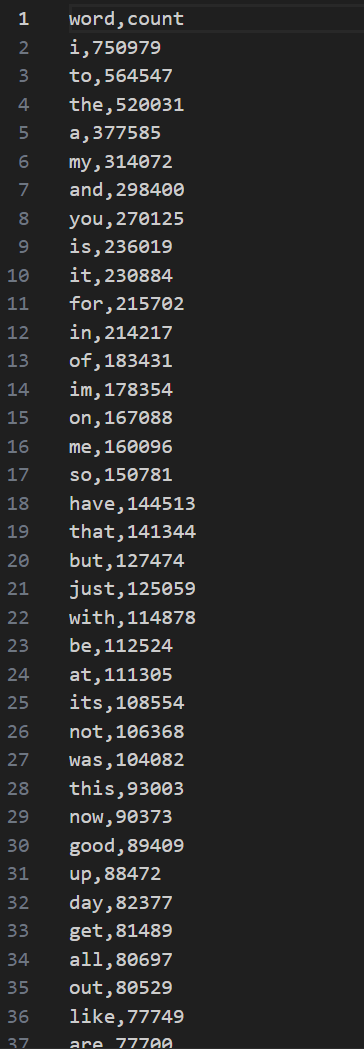 1 word,count
2 i,750979
3 to,564547
4 the,520031
5 a,377585
6 my,314072
7 and,298400
8 you,270125
9 is,236019
10 it,230884
11 for,215702
12 in,214217
13 of,183431
14 im,178354
15 on,167088
16 me,160096
17 so,150781
18 have,144513
19 that,141344
20 but,127474
21 just,125059
22 with,114878
23 be,112524
24 at,111305
25 its,108554
26 not,106368
27 was,104082
28 this,93003
29 now,90373
30 good,89409
31 up,88472
32 day,82377
33 get,81489
34 all,80697
35 out,80529
36 like,77749
37 are,77700